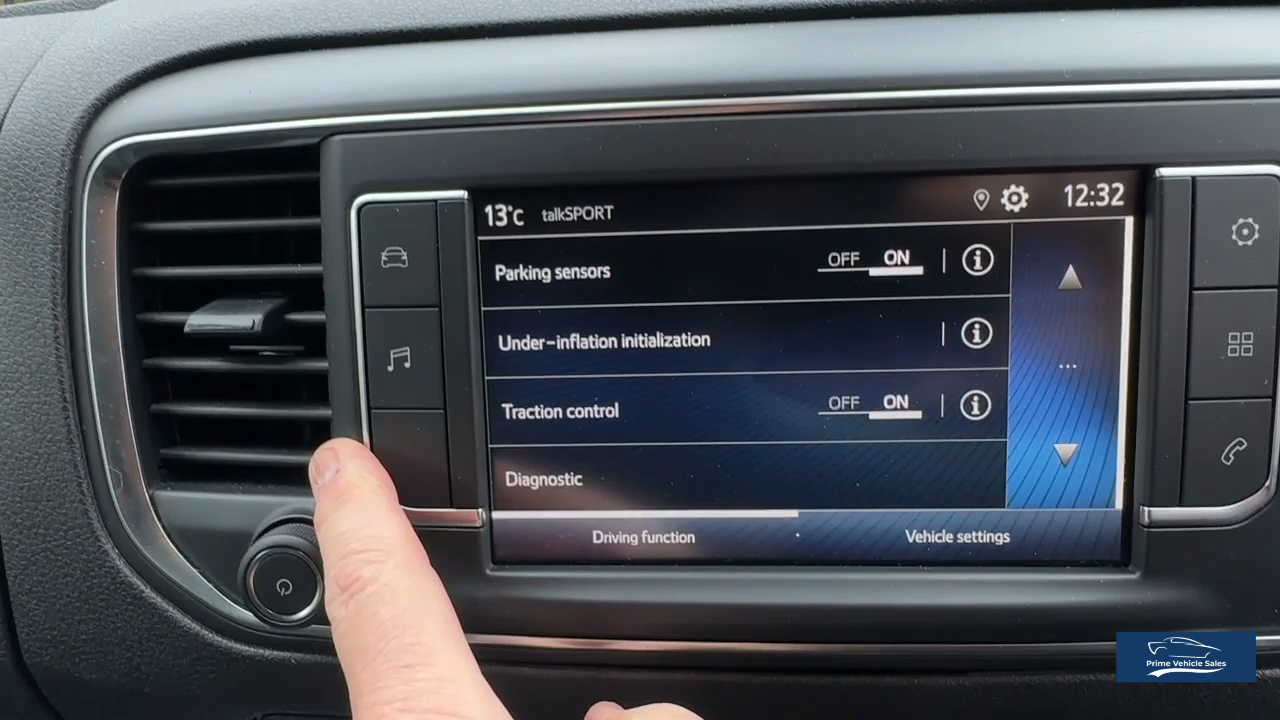 13°c talkSPORT 12:32
Parking sensors OFF ON
Under-inflation initialization
Traction control OFF ON
Diagnostic
Driving function Vehicle settings
Prime Vehicle Sales